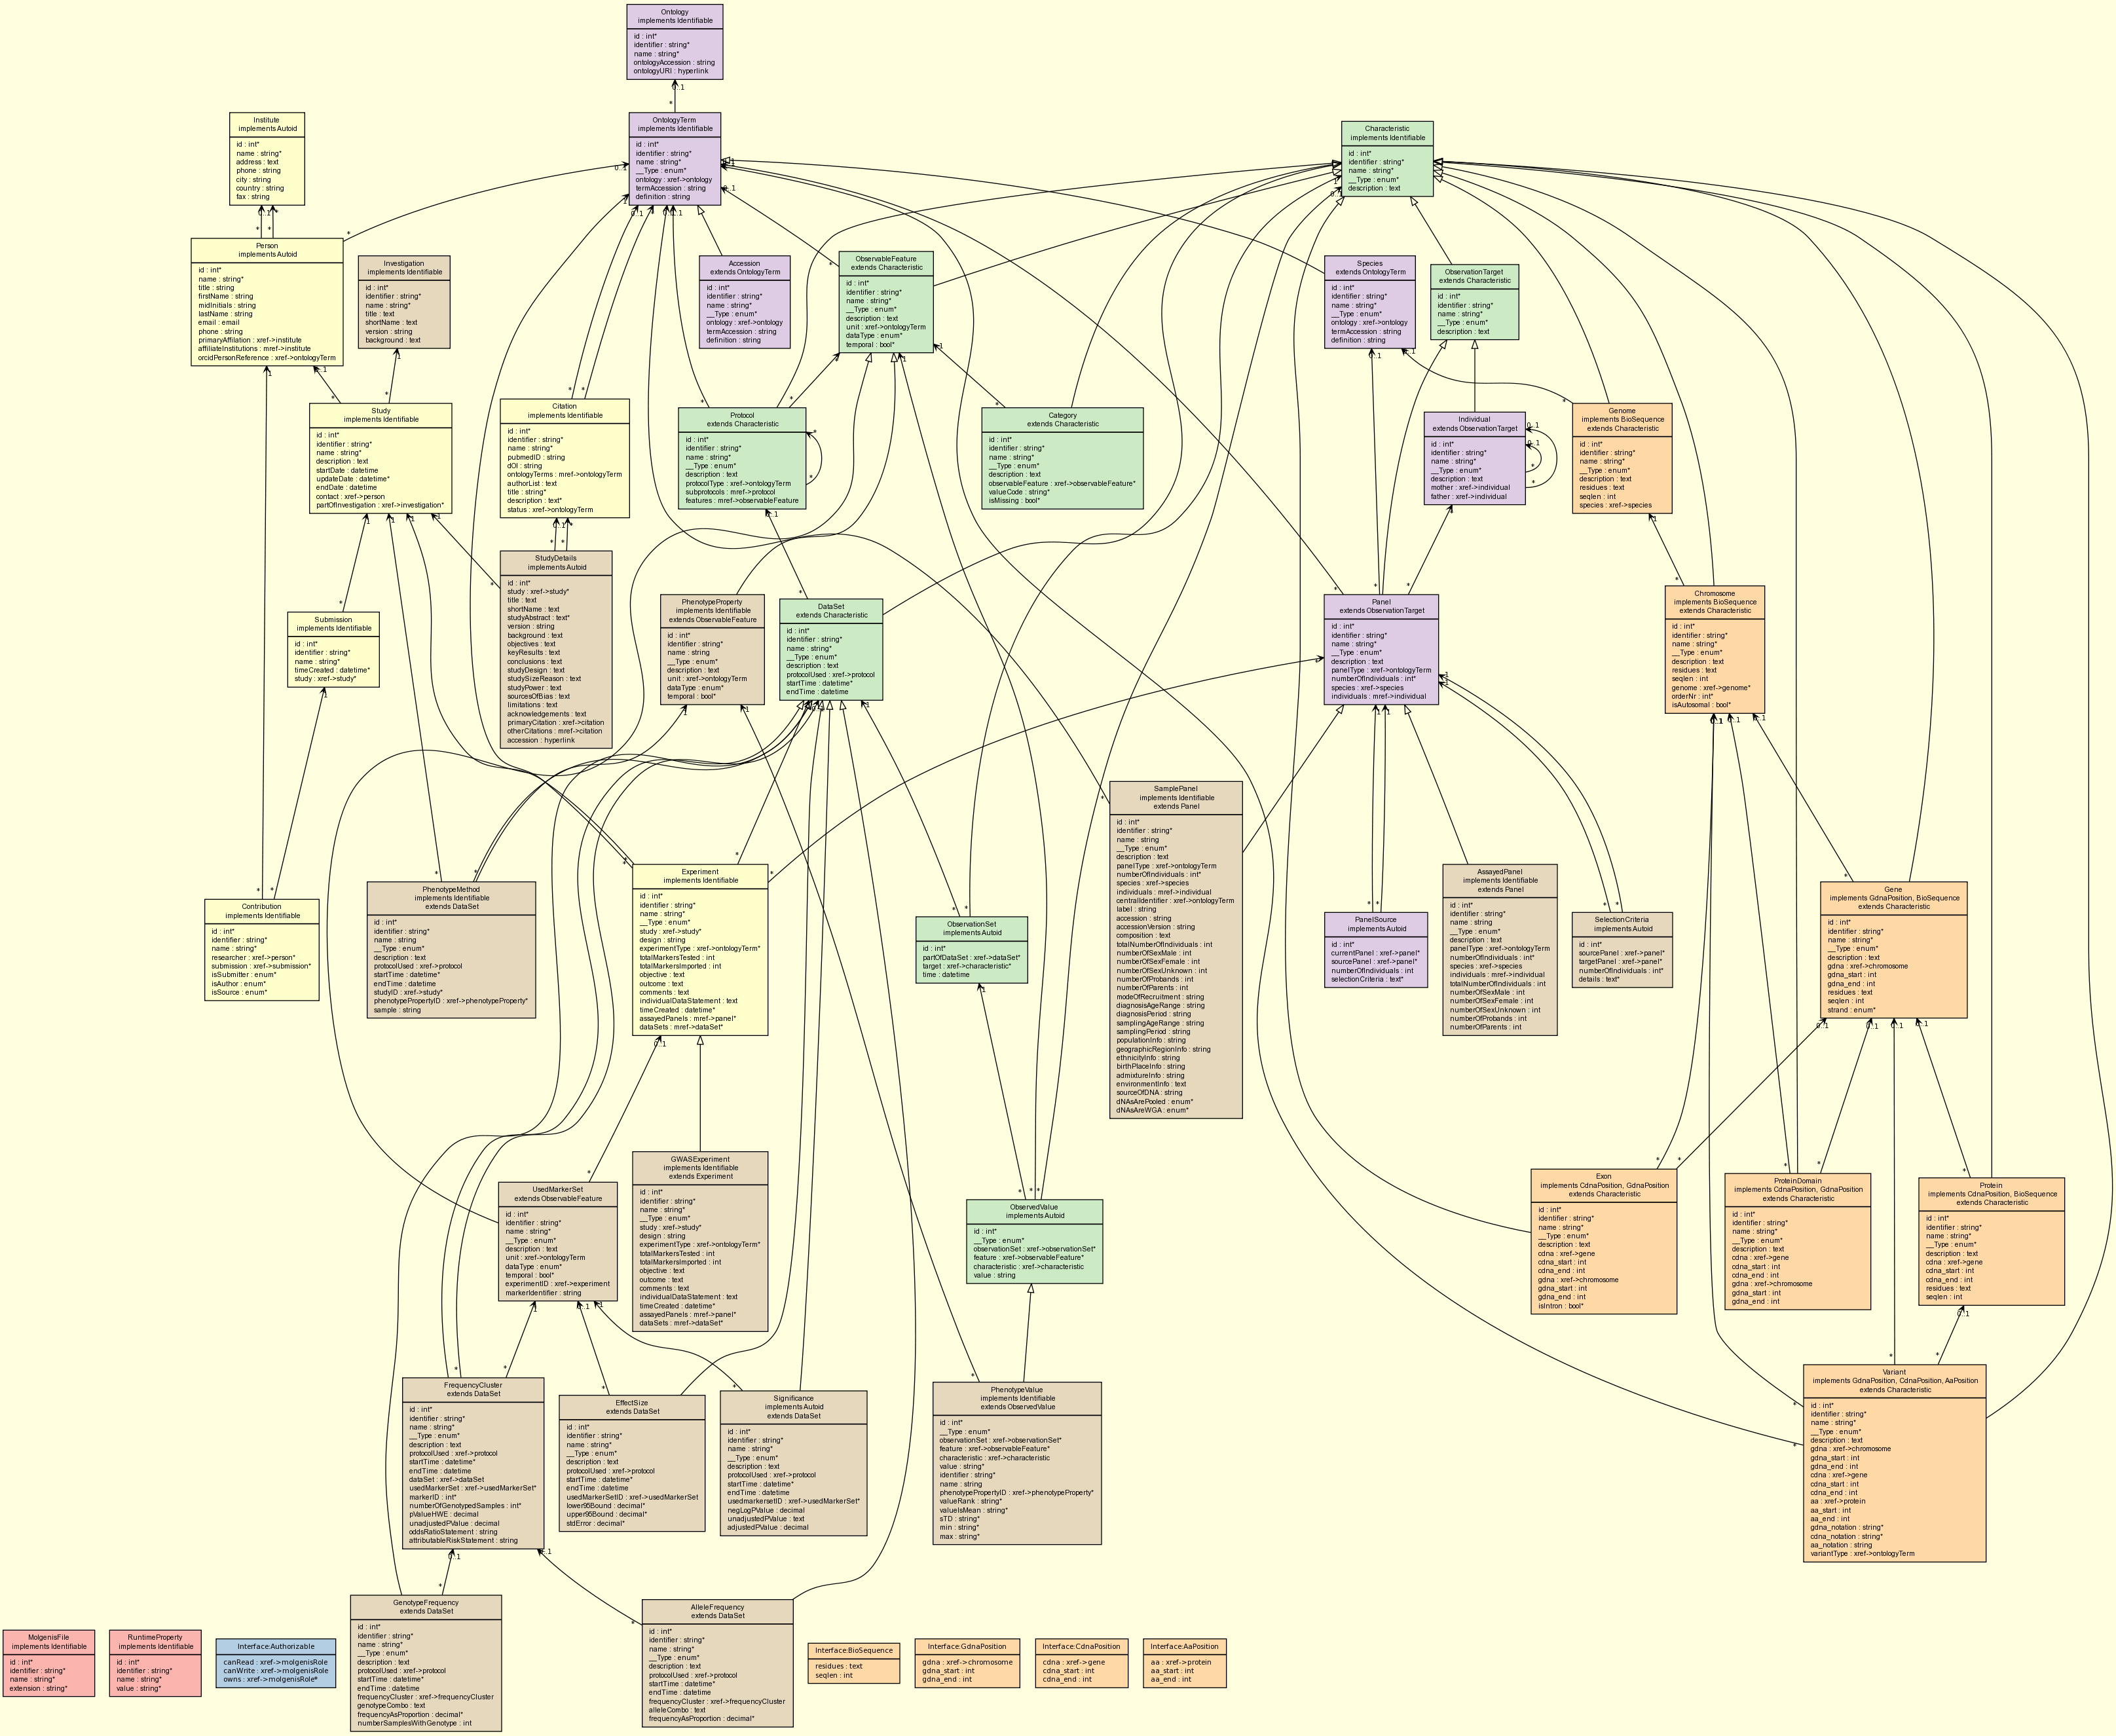 Ontology
implements Identifiable
id : int*
identifier : string*
name : string*
ontologyAccession : string
ontologyURI : hyperlink
0..1
*
Institute
implements Autoid
id : int*
name : string*
address : text
phone : string
city : string
country : string
fax : string
OntologyTerm
implements Identifiable
id : int*
identifier : string*
name : string*
__Type : enum*
ontology : xref->ontology
termAccession : string
definition : string
Characteristic
implements Identifiable
id : int*
identifier : string*
name : string*
__Type : enum*
description : text
Person
implements Autoid
id : int*
name : string*
title : string
firstName : string
midInitials : string
lastName : string
email : email
phone : string
primaryAffilation : xref->institute
affiliateInstitutions : mref->institute
orcidPersonReference : xref->ontologyTerm
Investigation
implements Identifiable
id : int*
identifier : string*
name : string*
title : text
shortName : text
version : string
background : text
Accession
extends OntologyTerm
id : int*
identifier : string*
name : string*
__Type : enum*
ontology : xref->ontology
termAccession : string
definition : string
ObservableFeature
extends Characteristic
id : int*
identifier : string*
name : string*
__Type : enum*
description : text
unit : xref->ontologyTerm
dataType : enum*
temporal : bool*
Species
extends OntologyTerm
id : int*
identifier : string*
name : string*
__Type : enum*
ontology : xref->ontology
termAccession : string
definition : string
ObservationTarget
extends Characteristic
id : int*
identifier : string*
name : string*
__Type : enum*
description : text
Study
implements Identifiable
id : int*
identifier : string*
name : string*
description : text
startDate : datetime
updateDate : datetime*
endDate : datetime
contact : xref->person
partOfInvestigation : xref->investigation*
Citation
implements Identifiable
id : int*
identifier : string*
name : string*
pubmedID : string
dOI : string
ontologyTerms : mref->ontologyTerm
authorList : text
title : string*
description : text*
status : xref->ontologyTerm
Protocol
extends Characteristic
id : int*
identifier : string*
name : string*
__Type : enum*
description : text
protocolType : xref->ontologyTerm
subprotocols : mref->protocol
features : mref->observableFeature
Category
extends Characteristic
id : int*
identifier : string*
name : string*
__Type : enum*
description : text
observableFeature : xref->observableFeature*
valueCode : string*
isMissing : bool*
Individual
extends ObservationTarget
id : int*
identifier : string*
name : string*
__Type : enum*
description : text
mother : xref->individual
father : xref->individual
Genome
implements BioSequence
extends Characteristic
id : int*
identifier : string*
name : string*
__Type : enum*
description : text
residues : text
seqlen : int
species : xref->species
StudyDetails
implements Autoid
id : int*
study : xref->study*
title : text
shortName : text
studyAbstract : text*
version : string
background : text
objectives : text
keyResults : text
conclusions : text
studyDesign : text
studySizeReason : text
studyPower : text
sourcesOfBias : text
limitations : text
acknowledgements : text
primaryCitation : xref->citation
otherCitations : mref->citation
accession : hyperlink
Submission
implements Identifiable
id : int*
identifier : string*
name : string*
timeCreated : datetime*
study : xref->study*
PhenotypeProperty
implements Identifiable
extends ObservableFeature
id : int*
identifier : string*
name : string
__Type : enum*
description : text
unit : xref->ontologyTerm
dataType : enum*
temporal : bool*
DataSet
extends Characteristic
id : int*
identifier : string*
name : string*
__Type : enum*
description : text
protocolUsed : xref->protocol
startTime : datetime*
endTime : datetime
Panel
extends ObservationTarget
id : int*
identifier : string*
name : string*
__Type : enum*
description : text
panelType : xref->ontologyTerm
numberOfIndividuals : int*
species : xref->species
individuals : mref->individual
Chromosome
implements BioSequence
extends Characteristic
id : int*
identifier : string*
name : string*
__Type : enum*
description : text
residues : text
seqlen : int
genome : xref->genome*
orderNr : int*
isAutosomal : bool*
SamplePanel
implements Identifiable
extends Panel
id : int*
identifier : string*
name : string
__Type : enum*
description : text
panelType : xref->ontologyTerm
numberOfIndividuals : int*
species : xref->species
individuals : mref->individual
centralIdentifier : xref->ontologyTerm
label : string
accession : string
accessionVersion : string
composition : text
totalNumberOfIndividuals : int
numberOfSexMale : int
numberOfSexFemale : int
numberOfSexUnknown : int
numberOfProbands : int
numberOfParents : int
modeOfRecruitment : string
diagnosisAgeRange : string
diagnosisPeriod : string
samplingAgeRange : string
samplingPeriod : string
populationInfo : string
geographicRegionInfo : string
ethnicityInfo : string
birthPlaceInfo : string
admixtureInfo : string
environmentInfo : text
sourceOfDNA : string
dNAsArePooled : enum*
dNAsAreWGA : enum*
Contribution
implements Identifiable
id : int*
identifier : string*
name : string*
researcher : xref->person*
submission : xref->submission*
isSubmitter : enum*
isAuthor : enum*
isSource : enum*
PhenotypeMethod
implements Identifiable
extends DataSet
id : int*
identifier : string*
name : string
__Type : enum*
description : text
protocolUsed : xref->protocol
startTime : datetime*
endTime : datetime
studyID : xref->study*
phenotypePropertyID : xref->phenotypeProperty*
sample : string
Experiment
implements Identifiable
id : int*
identifier : string*
name : string*
__Type : enum*
study : xref->study*
design : string
experimentType : xref->ontologyTerm*
totalMarkersTested : int
totalMarkersImported : int
objective : text
outcome : text
comments : text
individualDataStatement : text
timeCreated : datetime*
assayedPanels : mref->panel*
dataSets : mref->dataSet*
ObservationSet
implements Autoid
id : int*
partOfDataSet : xref->dataSet*
target : xref->characteristic*
time : datetime
PanelSource
implements Autoid
id : int*
currentPanel : xref->panel*
sourcePanel : xref->panel*
numberOfIndividuals : int
selectionCriteria : text*
AssayedPanel
implements Identifiable
extends Panel
id : int*
identifier : string*
name : string
__Type : enum*
description : text
panelType : xref->ontologyTerm
numberOfIndividuals : int*
species : xref->species
individuals : mref->individual
totalNumberOfIndividuals : int
numberOfSexMale : int
numberOfSexFemale : int
numberOfSexUnknown : int
numberOfProbands : int
numberOfParents : int
SelectionCriteria
implements Autoid
id : int*
sourcePanel : xref->panel*
targetPanel : xref->panel*
numberOfIndividuals : int*
details : text*
Gene
implements GdnaPosition, BioSequence
extends Characteristic
id : int*
identifier : string*
name : string*
__Type : enum*
description : text
gdna : xref->chromosome
gdna_start : int
gdna_end : int
residues : text
seqlen : int
strand : enum*
UsedMarkerSet
extends ObservableFeature
id : int*
identifier : string*
name : string*
__Type : enum*
description : text
unit : xref->ontologyTerm
dataType : enum*
temporal : bool*
experimentID : xref->experiment
markerIdentifier : string
GWASExperiment
implements Identifiable
extends Experiment
id : int*
identifier : string*
name : string*
__Type : enum*
study : xref->study*
design : string
experimentType : xref->ontologyTerm*
totalMarkersTested : int
totalMarkersImported : int
objective : text
outcome : text
comments : text
individualDataStatement : text
timeCreated : datetime*
assayedPanels : mref->panel*
dataSets : mref->dataSet*
ObservedValue
implements Autoid
id : int*
__Type : enum*
observationSet : xref->observationSet*
feature : xref->observableFeature*
characteristic : xref->characteristic
value : string
Exon
implements CdnaPosition, GdnaPosition
extends Characteristic
id : int*
identifier : string*
name : string*
__Type : enum*
description : text
cdna : xref->gene
cdna_start : int
cdna_end : int
gdna : xref->chromosome
gdna_start : int
gdna_end : int
isIntron : bool*
ProteinDomain
implements CdnaPosition, GdnaPosition
extends Characteristic
id : int*
identifier : string*
name : string*
__Type : enum*
description : text
cdna : xref->gene
cdna_start : int
cdna_end : int
gdna : xref->chromosome
gdna_start : int
gdna_end : int
Protein
implements CdnaPosition, BioSequence
extends Characteristic
id : int*
identifier : string*
name : string*
__Type : enum*
description : text
cdna : xref->gene
cdna_start : int
cdna_end : int
residues : text
seqlen : int
FrequencyCluster
extends DataSet
id : int*
identifier : string*
name : string*
__Type : enum*
description : text
protocolUsed : xref->protocol
startTime : datetime*
endTime : datetime
dataSet : xref->dataSet
usedMarkerSet : xref->usedMarkerSet*
markerID : int*
numberOfGenotypedSamples : int*
pValueHWE : decimal
unadjustedPValue : decimal
oddsRatioStatement : string
attributableRiskStatement : string
EffectSize
extends DataSet
id : int*
identifier : string*
name : string*
__Type : enum*
description : text
protocolUsed : xref->protocol
startTime : datetime*
endTime : datetime
usedMarkerSetID : xref->usedMarkerSet
lower95Bound : decimal*
upper95Bound : decimal*
stdError : decimal*
Significance
implements Autoid
extends DataSet
id : int*
identifier : string*
name : string*
__Type : enum*
description : text
protocolUsed : xref->protocol
startTime : datetime*
endTime : datetime
usedmarkersetID : xref->usedMarkerSet*
negLogPValue : decimal
unadjustedPValue : text
adjustedPValue : decimal
PhenotypeValue
implements Identifiable
extends ObservedValue
id : int*
__Type : enum*
observationSet : xref->observationSet*
feature : xref->observableFeature*
characteristic : xref->characteristic
value : string*
identifier : string*
name : string
phenotypePropertyID : xref->phenotypeProperty*
valueRank : string*
valueIsMean : string*
sTD : string*
min : string*
max : string*
Variant
implements GdnaPosition, CdnaPosition, AaPosition
extends Characteristic
id : int*
identifier : string*
name : string*
__Type : enum*
description : text
gdna : xref->chromosome
gdna_start : int
gdna_end : int
cdna : xref->gene
cdna_start : int
cdna_end : int
aa : xref->protein
aa_start : int
aa_end : int
gdna_notation : string*
cdna_notation : string*
aa_notation : string
variantType : xref->ontologyTerm
MolgenisFile
implements Identifiable
id : int*
identifier : string*
name : string*
extension : string*
RuntimeProperty
implements Identifiable
id : int*
identifier : string*
name : string*
value : string*
Interface:Authorizable
canRead : xref->molgenisRole
canWrite : xref->molgenisRole
owns : xref->molgenisRole*
GenotypeFrequency
extends DataSet
id : int*
identifier : string*
name : string*
__Type : enum*
description : text
protocolUsed : xref->protocol
startTime : datetime*
endTime : datetime
frequencyCluster : xref->frequencyCluster
genotypeCombo : text
frequencyAsProportion : decimal*
numberSamplesWithGenotype : int
AlleleFrequency
extends DataSet
id : int*
identifier : string*
name : string*
__Type : enum*
description : text
protocolUsed : xref->protocol
startTime : datetime*
endTime : datetime
frequencyCluster : xref->frequencyCluster
alleleCombo : text
frequencyAsProportion : decimal*
Interface:BioSequence
residues : text
seqlen : int
Interface:GdnaPosition
gdna : xref->chromosome
gdna_start : int
gdna_end : int
Interface:CdnaPosition
cdna : xref->gene
cdna_start : int
cdna_end : int
Interface:AaPosition
aa : xref->protein
aa_start : int
aa_end : int